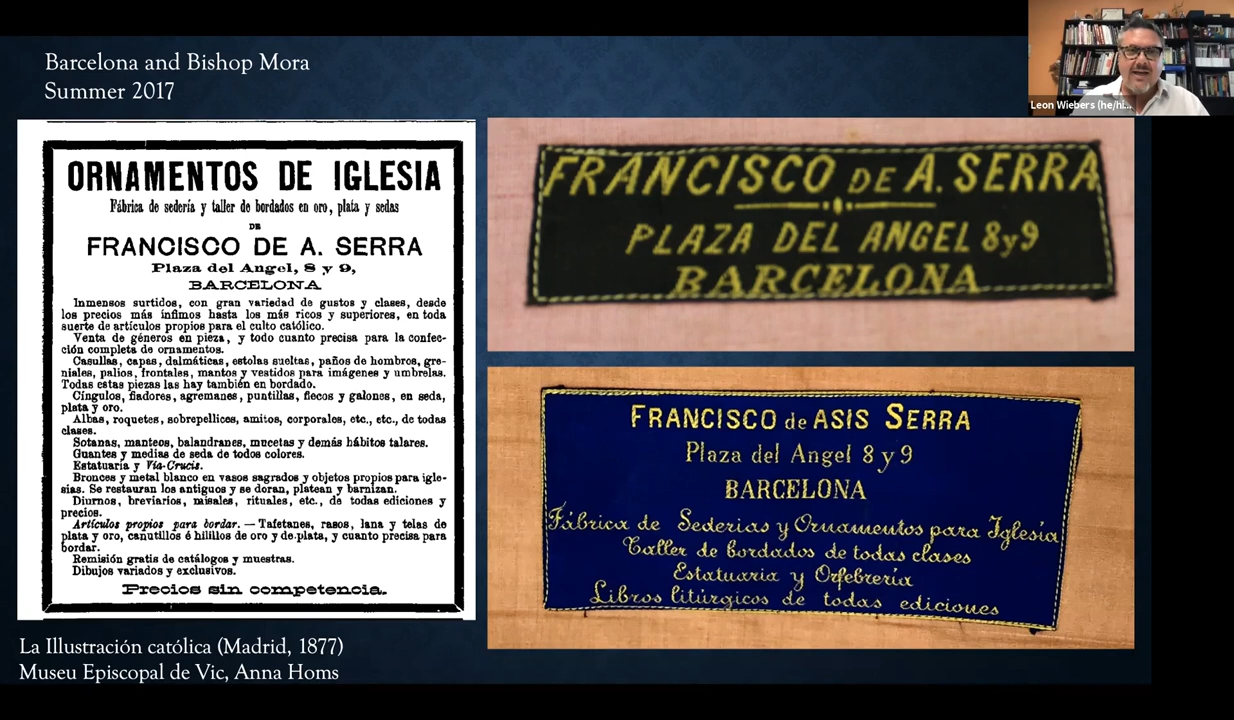 Barcelona and Bishop Mora
Summer 2017
Leon Wiebers (he/hi...
ORNAMENTOS DE IGLESIA
Fábrica de sedería y taller de bordados en oro, plata y sedas
DE
FRANCISCO DE A. SERRA
Plaza del Angel, 8 y 9,
BARCELONA
Inmensos surtidos, con gran variedad de gustos y clases, desde
los precios más ínfimos hasta los más ricos y superiores, en toda
suerte de artículos propios para el culto católico.
Venta de géneros en pieza, y todo cuanto precisa para la confec-
ción completa de ornamentos.
Casullas, capas, dalmáticas, estolas sueltas, paños de hombros, gre-
niales, palios, frontales, mantos y vestidos para imágenes y umbrelas.
Todas estas piezas las hay también en bordado.
Cíngulos, fiadores, agremanes, puntillas, flecos y galones, en seda,
plata y oro.
Albas, roquetes, sobrepellices, amitos, corporales, etc., etc., de todas
clases.
Sotanas, manteos, balandranes, mucetas y demás hábitos talares.
Guantes y medias de seda de todos colores.
Estatuaria y Via-Crucis.
Bronces y metal blanco en vasos sagrados y objetos propios para igle-
sias. Se restauran los antiguos y se doran, platean y barnizan.
Diurnos, breviarios, misales, rituales, etc., de todas ediciones y
precios.
Artículos propios para bordar. — Tafetanes, rasos, lana y telas de
plata y oro, canutillos é hilillos de oro y de plata, y cuanto precisa para
bordar.
Remisión gratis de catálogos y muestras.
Dibujos variados y exclusivos.
Precios sin competencia.
FRANCISCO DE A. SERRA
PLAZA DEL ANGEL 8 y 9
BARCELONA
FRANCISCO de ASIS SERRA
Plaza del Angel 8 y 9
BARCELONA
Fábrica de Sederias y Ornamentos para Iglesia
Taller de bordados de todas clases
Estatuaria y Orfebrería
Libros litúrgicos de todas ediciones
La Illustración católica (Madrid, 1877)
Museu Episcopal de Vic, Anna Homs